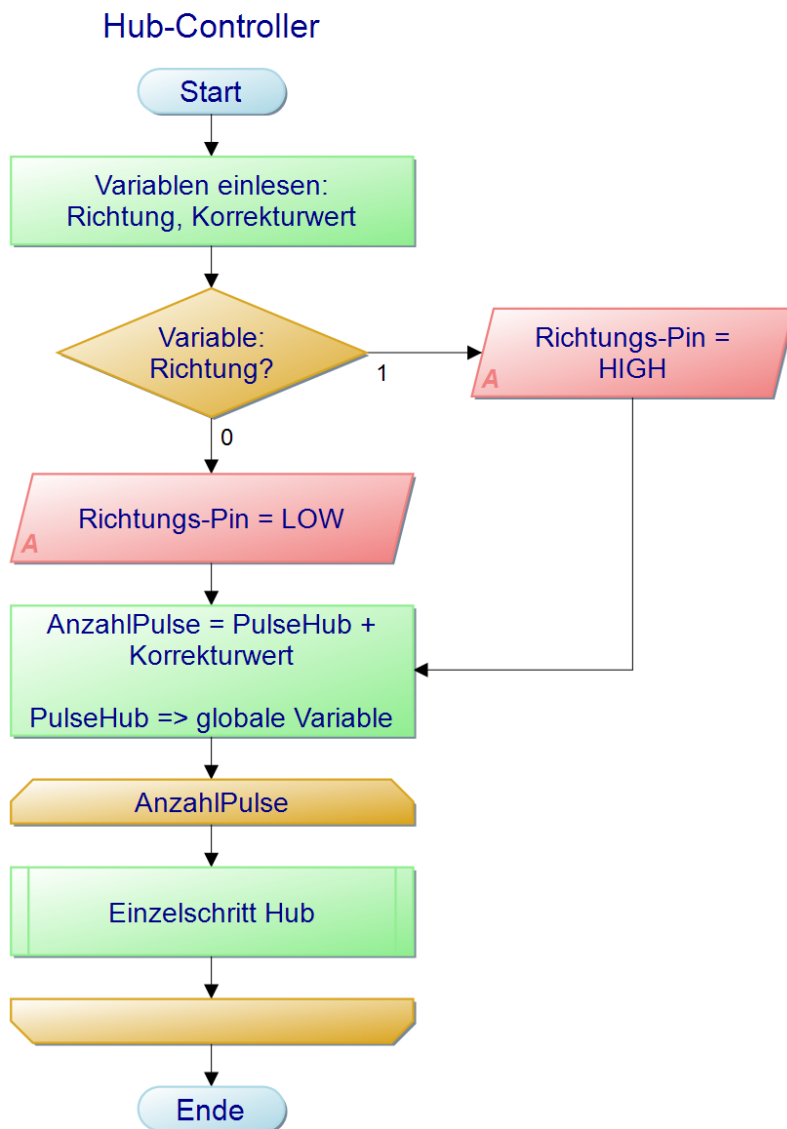 Hub-Controller
Start
Variablen einlesen:
Richtung, Korrekturwert
Variable:
Richtung?
1
Richtungs-Pin =
HIGH
A
0
Richtungs-Pin = LOW
A
AnzahlPulse = PulseHub +
Korrekturwert
PulseHub => globale Variable
AnzahlPulse
Einzelschritt Hub
Ende